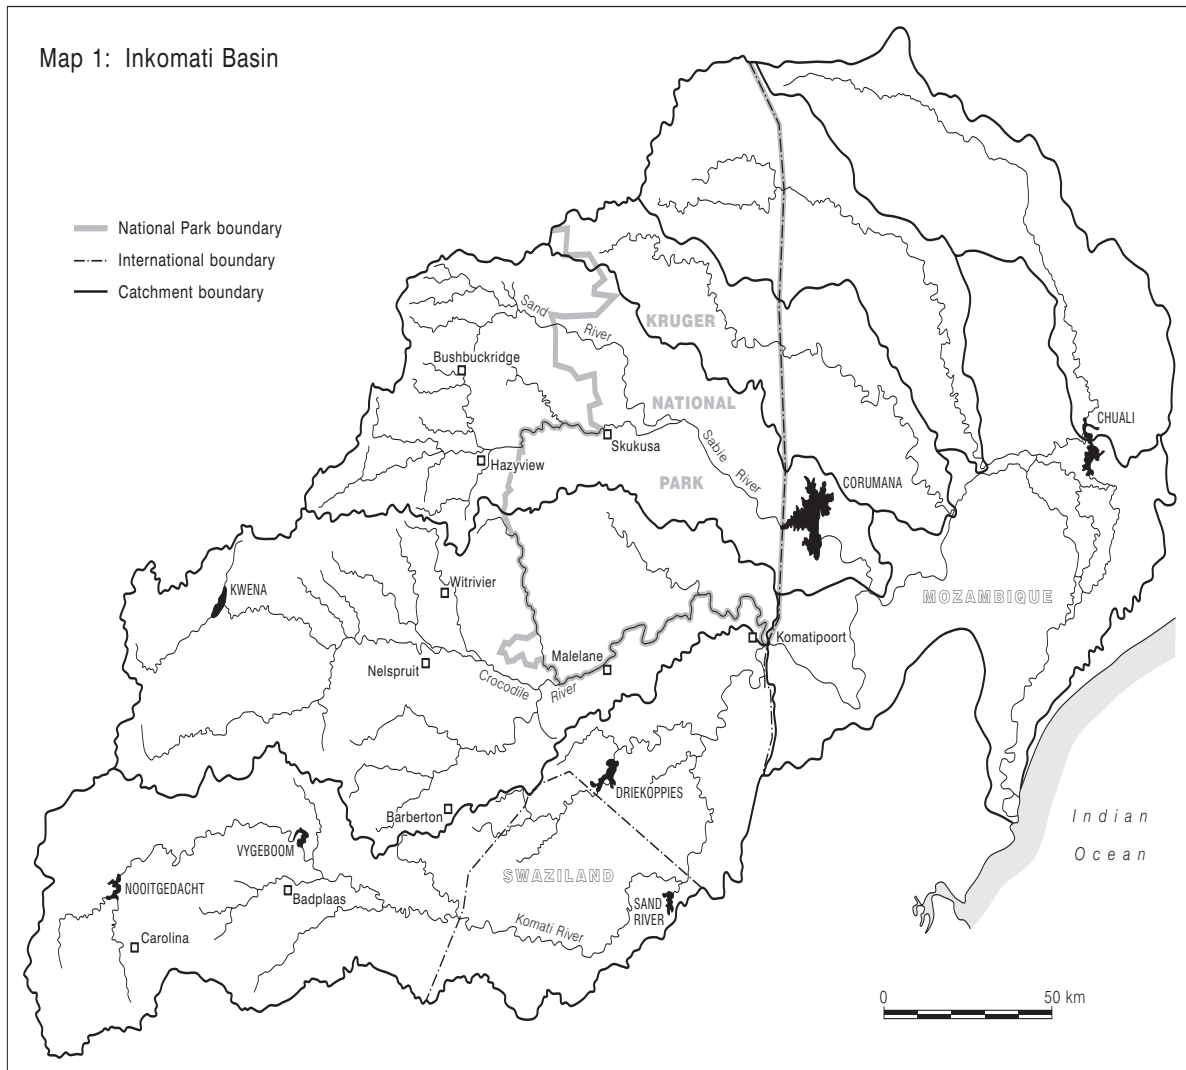 Map 1: Inkomati Basin
National Park boundary
International boundary
Catchment boundary
Sand
River
KRUGER
Bushbuckridge
NATIONAL
CHUALI
Skukusa
Sabie
River
Hazyview
PARK
CORUMANA
KWENA
Witrivier
MOZAMBIQUE
Komatipoort
Malelane
Nelspruit
Crocodile
River
DRIEKOPPIES
Barberton
Indian
Ocean
VYGEBOOM
SWAZILAND
NOOITGEDACHT
Badplaas
SAND
RIVER
Komati River
Carolina
0
50 km